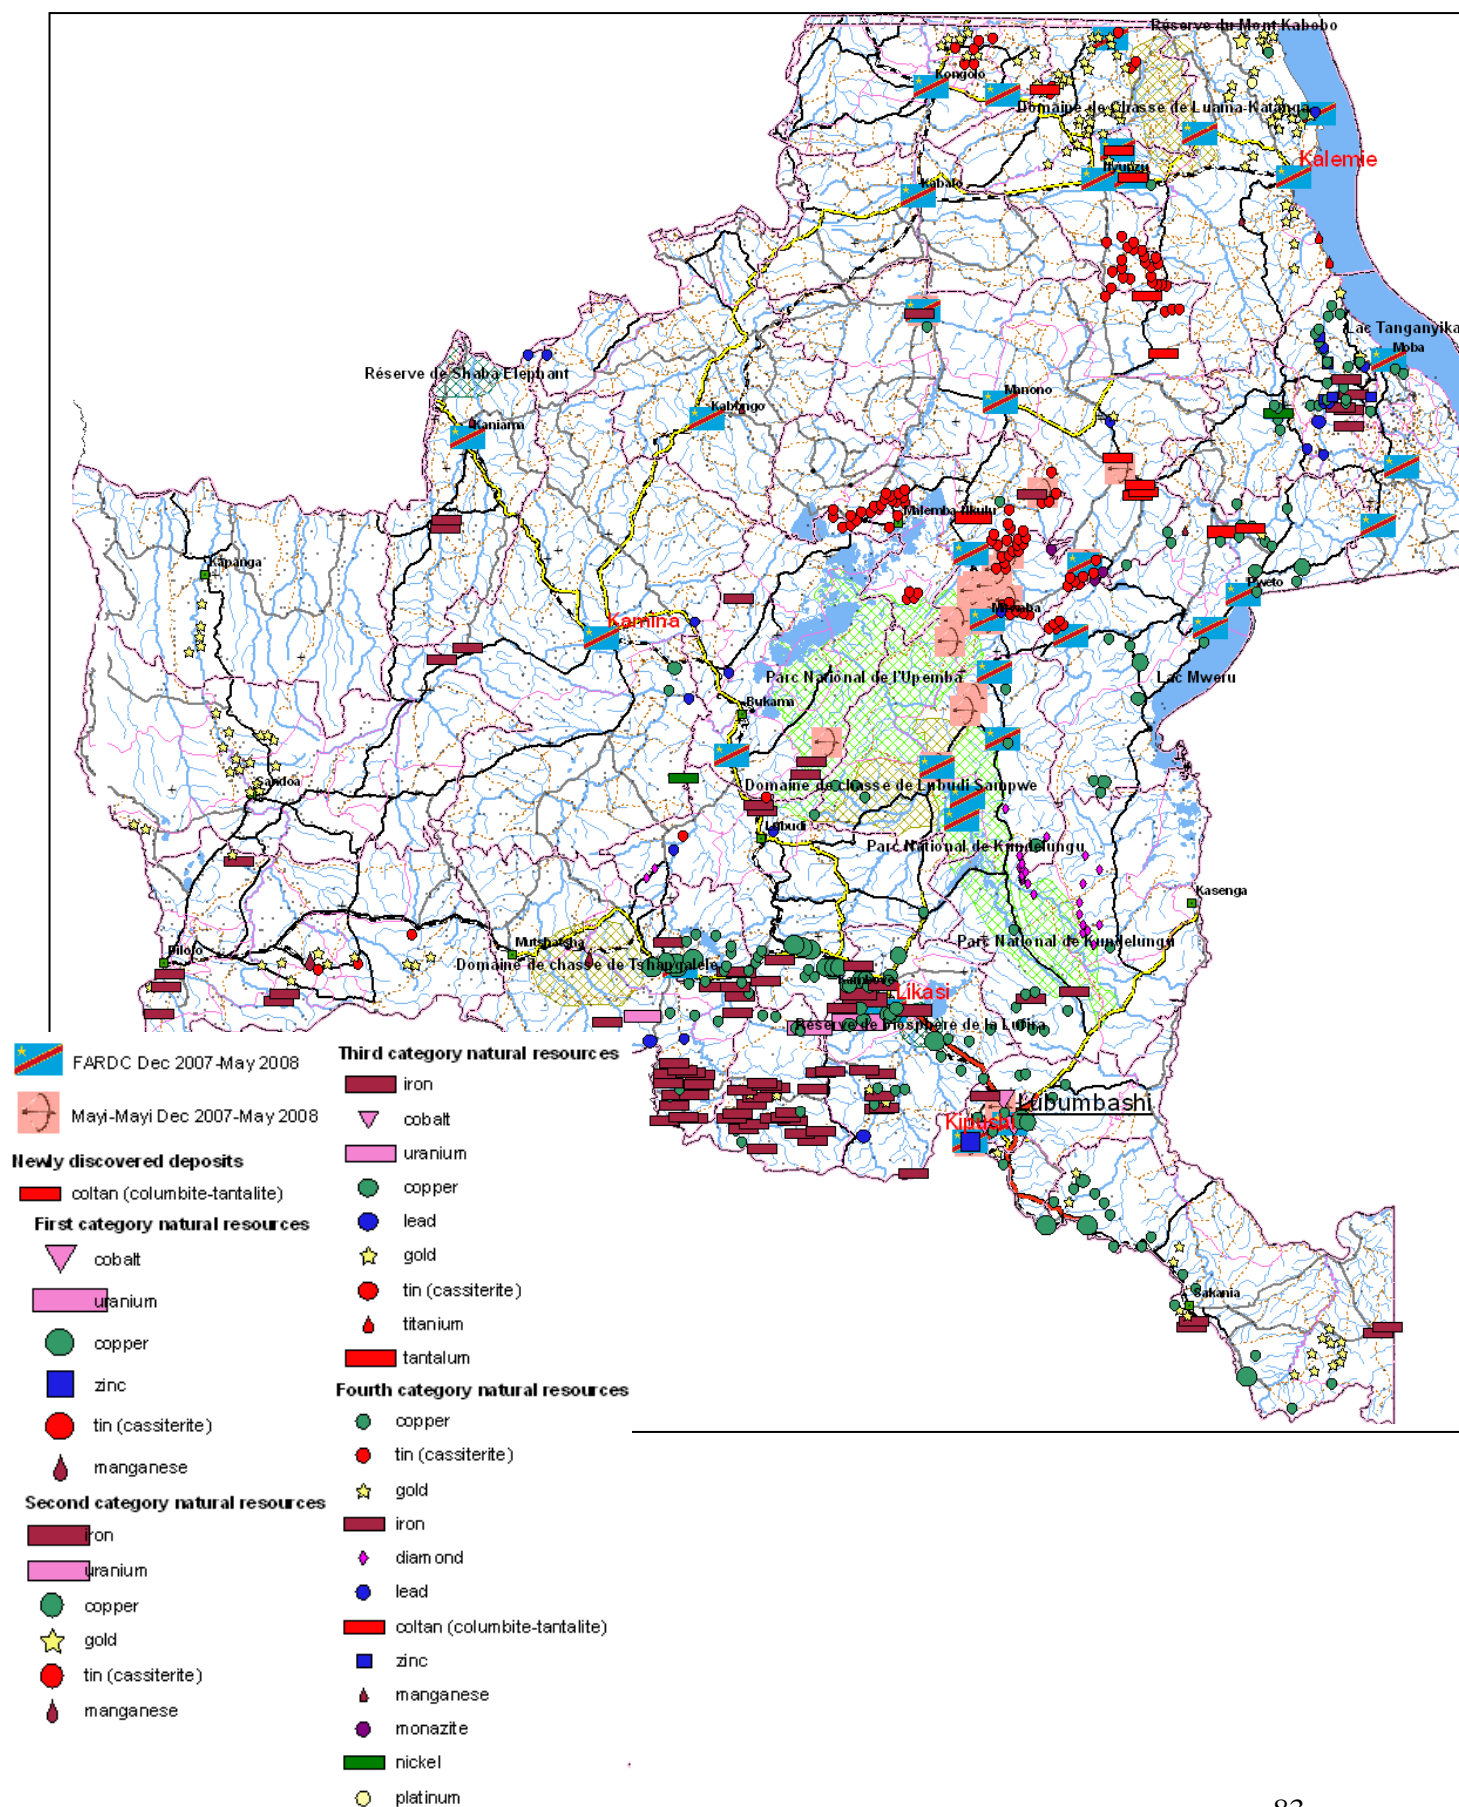 Réserve du Mont Kabobo
Kongolo
Domaine de Chasse de Luama-Katanga
Kalemie
Nyunzu
Kabalo
Lac Tanganyika
Moba
Réserve de Shaba Elephant
Manono
Kabongo
Kaniama
Malemba-Nkulu
Kapanga
Pweto
Mitwaba
Kamina
Parc National de l'Upemba
Lac Mweru
Bukama
Sandoa
Domaine de chasse de Lubudi Sampwe
Lubudi
Parc National de Kundelungu
Kasenga
Mutshatsha
Parc National de Kundelungu
Dilolo
Domaine de chasse de Tshangalele
Kambove
Likasi
Réserve de biosphère de la Lufira
Lubumbashi
Kipushi
Sakania
FARDC Dec 2007-May 2008
Mayi-Mayi Dec 2007-May 2008
Newly discovered deposits
coltan (columbite-tantalite)
First category natural resources
cobalt
uranium
copper
zinc
tin (cassiterite)
manganese
Second category natural resources
iron
uranium
copper
gold
tin (cassiterite)
manganese
Third category natural resources
iron
cobalt
uranium
copper
lead
gold
tin (cassiterite)
titanium
tantalum
Fourth category natural resources
copper
tin (cassiterite)
gold
iron
diamond
lead
coltan (columbite-tantalite)
zinc
manganese
monazite
nickel
platinum